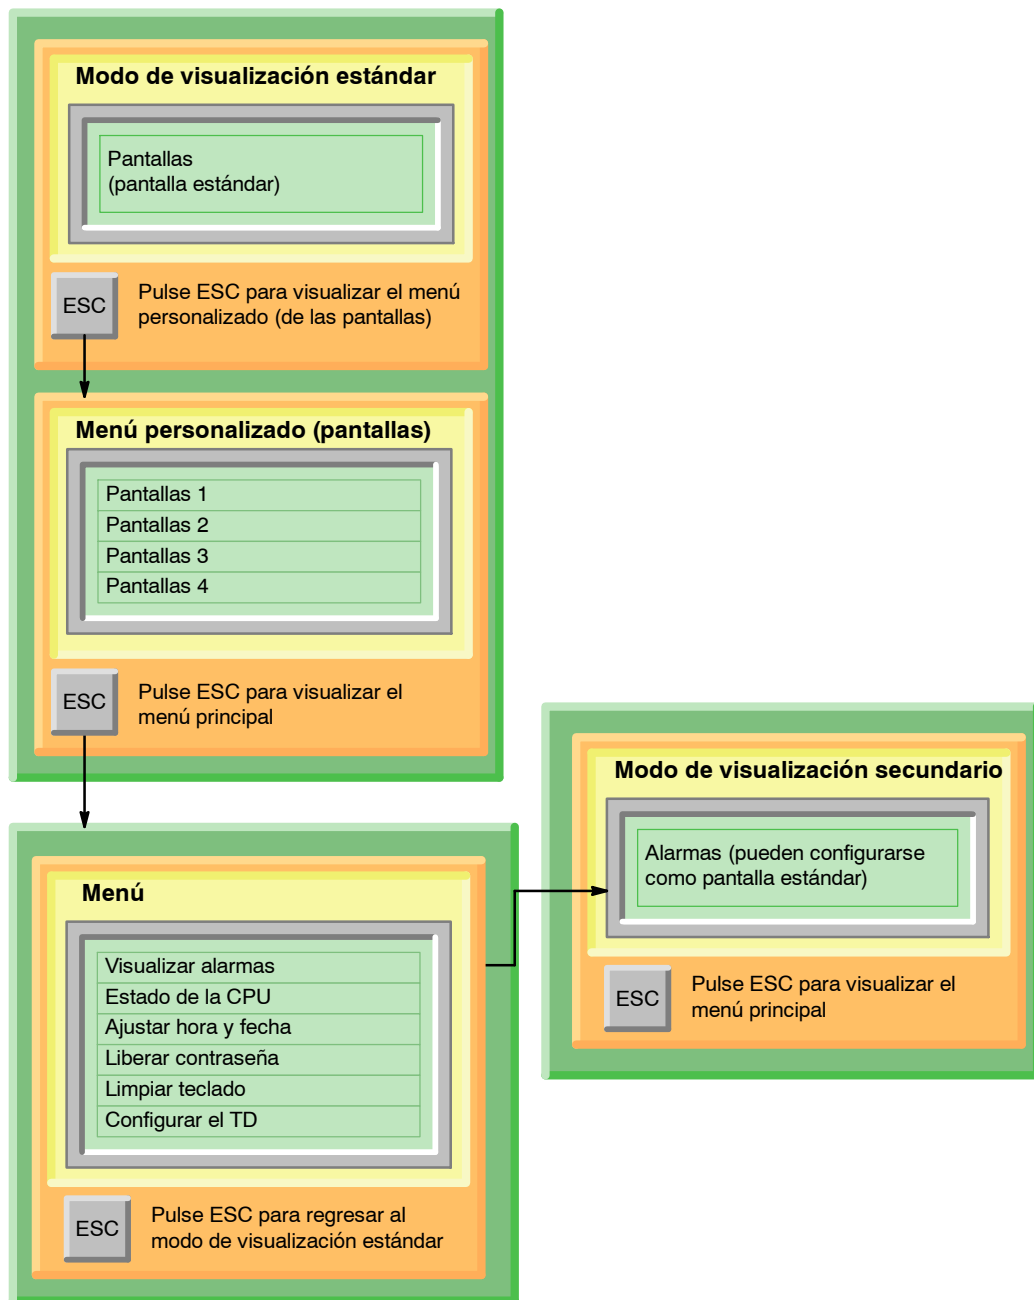 Modo de visualización estándar
Pantallas
(pantalla estándar)
ESC
Pulse ESC para visualizar el menú
personalizado (de las pantallas)
Menú personalizado (pantallas)
Pantallas 1
Pantallas 2
Pantallas 3
Pantallas 4
ESC
Pulse ESC para visualizar el
menú principal
Menú
Visualizar alarmas
Estado de la CPU
Ajustar hora y fecha
Liberar contraseña
Limpiar teclado
Configurar el TD
ESC
Pulse ESC para regresar al
modo de visualización estándar
Modo de visualización secundario
Alarmas (pueden configurarse
como pantalla estándar)
ESC
Pulse ESC para visualizar el
menú principal